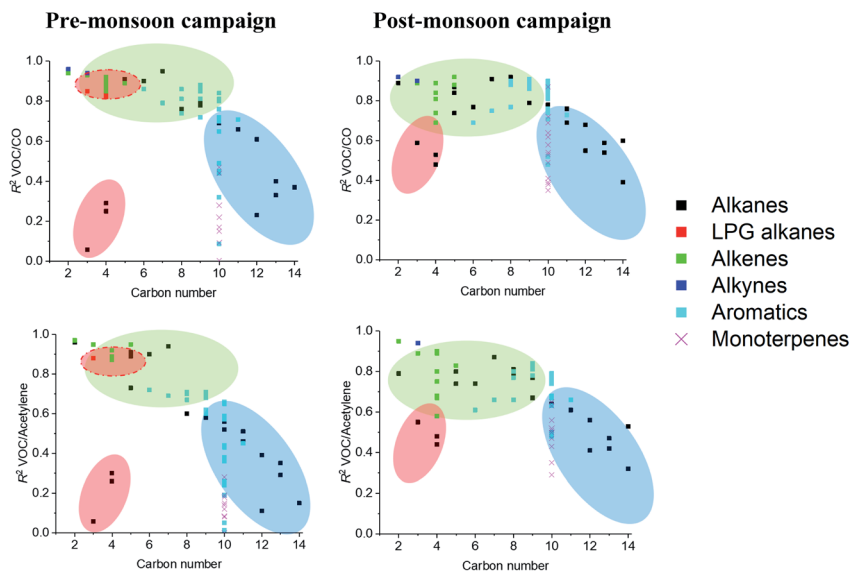 Pre-monsoon campaign
Post-monsoon campaign
R² VOC/CO
1.0
0.8
0.6
0.4
0.2
0.0
2 4 6 8 10 12 14
Carbon number
R² VOC/CO
1.0
0.8
0.6
0.4
0.2
0.0
2 4 6 8 10 12 14
Carbon number
R² VOC/Acetylene
1.0
0.8
0.6
0.4
0.2
0.0
2 4 6 8 10 12 14
Carbon number
R² VOC/Acetylene
1.0
0.8
0.6
0.4
0.2
0.0
2 4 6 8 10 12 14
Carbon number
Alkanes
LPG alkanes
Alkenes
Alkynes
Aromatics
Monoterpenes